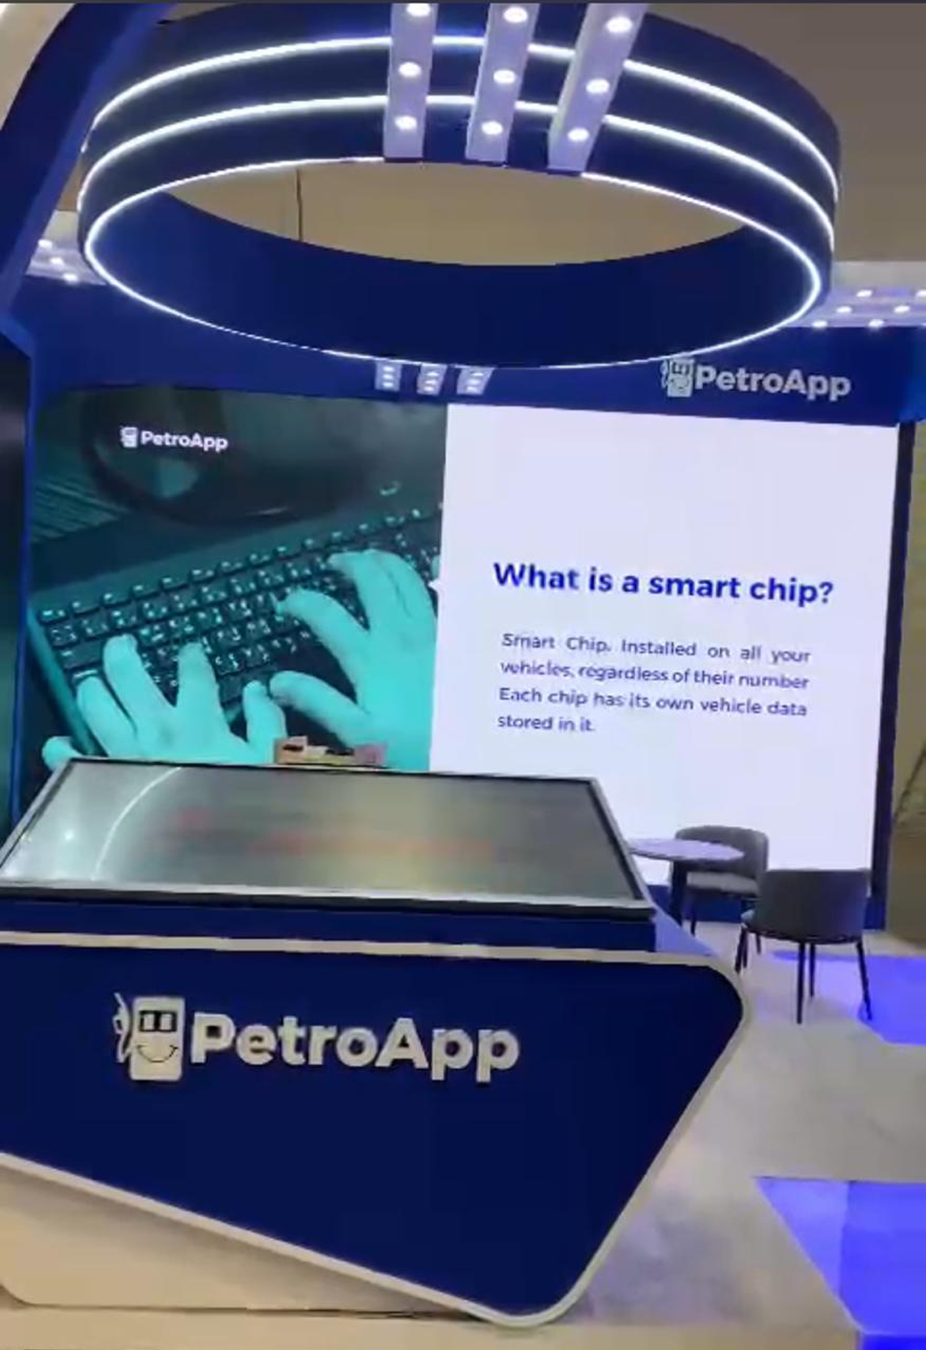 PetroApp
PetroApp
What is a smart chip?
Smart Chip. Installed on all your
vehicles, regardless of their number
Each chip has its own vehicle data
stored in it.
PetroApp